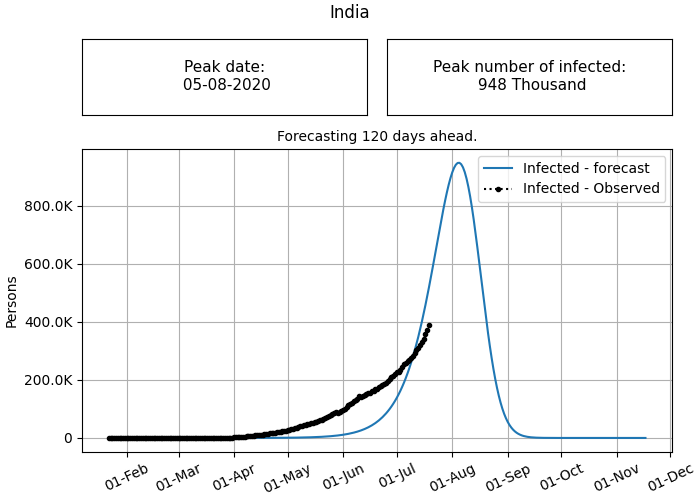 India
Peak date:
05-08-2020
Peak number of infected:
948 Thousand
Forecasting 120 days ahead.
Infected - forecast
Infected - Observed
Persons
800.0K
600.0K
400.0K
200.0K
0
01-Feb
01-Mar
01-Apr
01-May
01-Jun
01-Jul
01-Aug
01-Sep
01-Oct
01-Nov
01-Dec